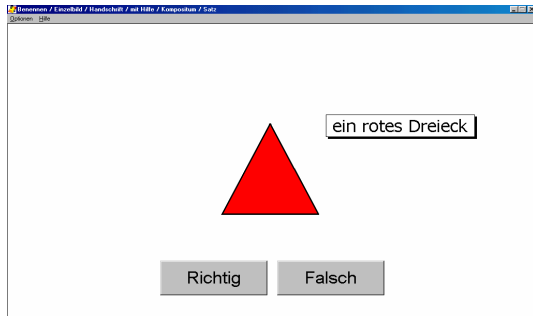 Benennen / Einzelbild / Handschrift / mit Hilfe / Kompositum / Satz
Optionen Hilfe
ein rotes Dreieck
Richtig Falsch